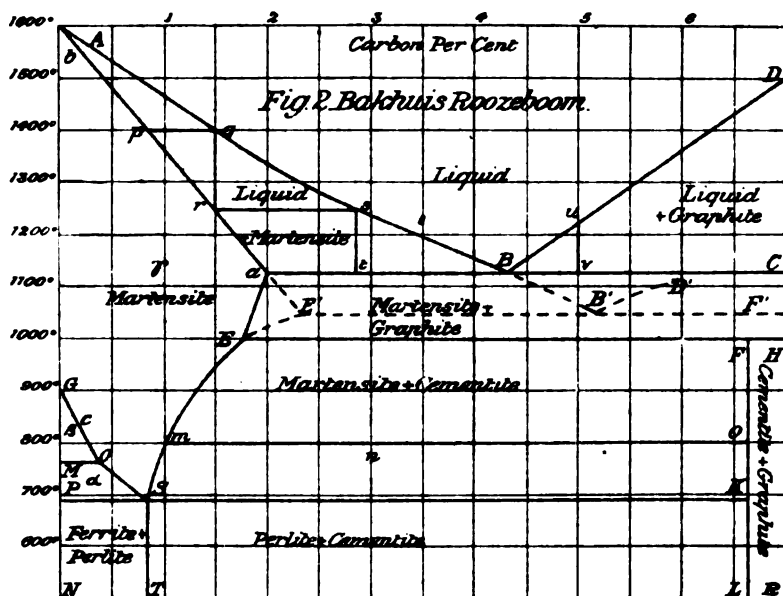 1 2 3 4 5 6
1600° A
Carbon Per Cent
b D
1500°
Fig 2 Bakhuis Roozeboom.
1400° p q
1300°
Liquid Liquid Liquid
+Graphite
r s u
1200° +Martensite
γ a t B v C
1100° Martensite E' Martensite + B' D' F'
Graphite
1000° E F H
900° G Martensite + Cementite
Cementite + Graphite
c
β m O
800° O n
M α
700° P S K
Ferrite + Perlite + Cementite
600° Perlite
N T L R